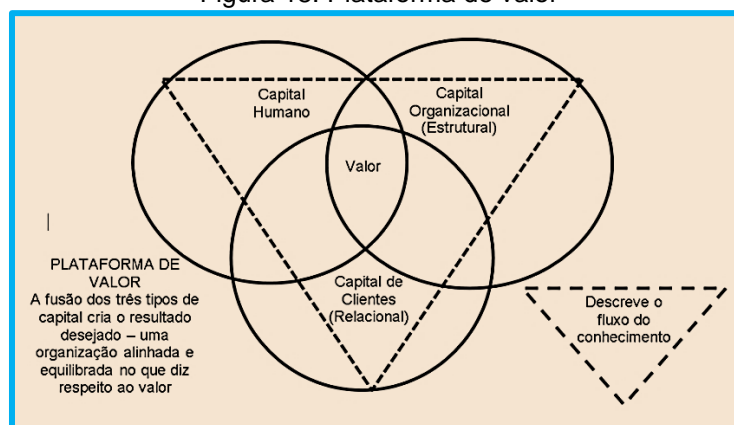 Capital
Humano
Capital
Organizacional
(Estrutural)
Valor
Capital de
Clientes
(Relacional)
PLATAFORMA DE
VALOR
A fusão dos três tipos de
capital cria o resultado
desejado – uma
organização alinhada e
equilibrada no que diz
respeito ao valor
Descreve o
fluxo do
conhecimento